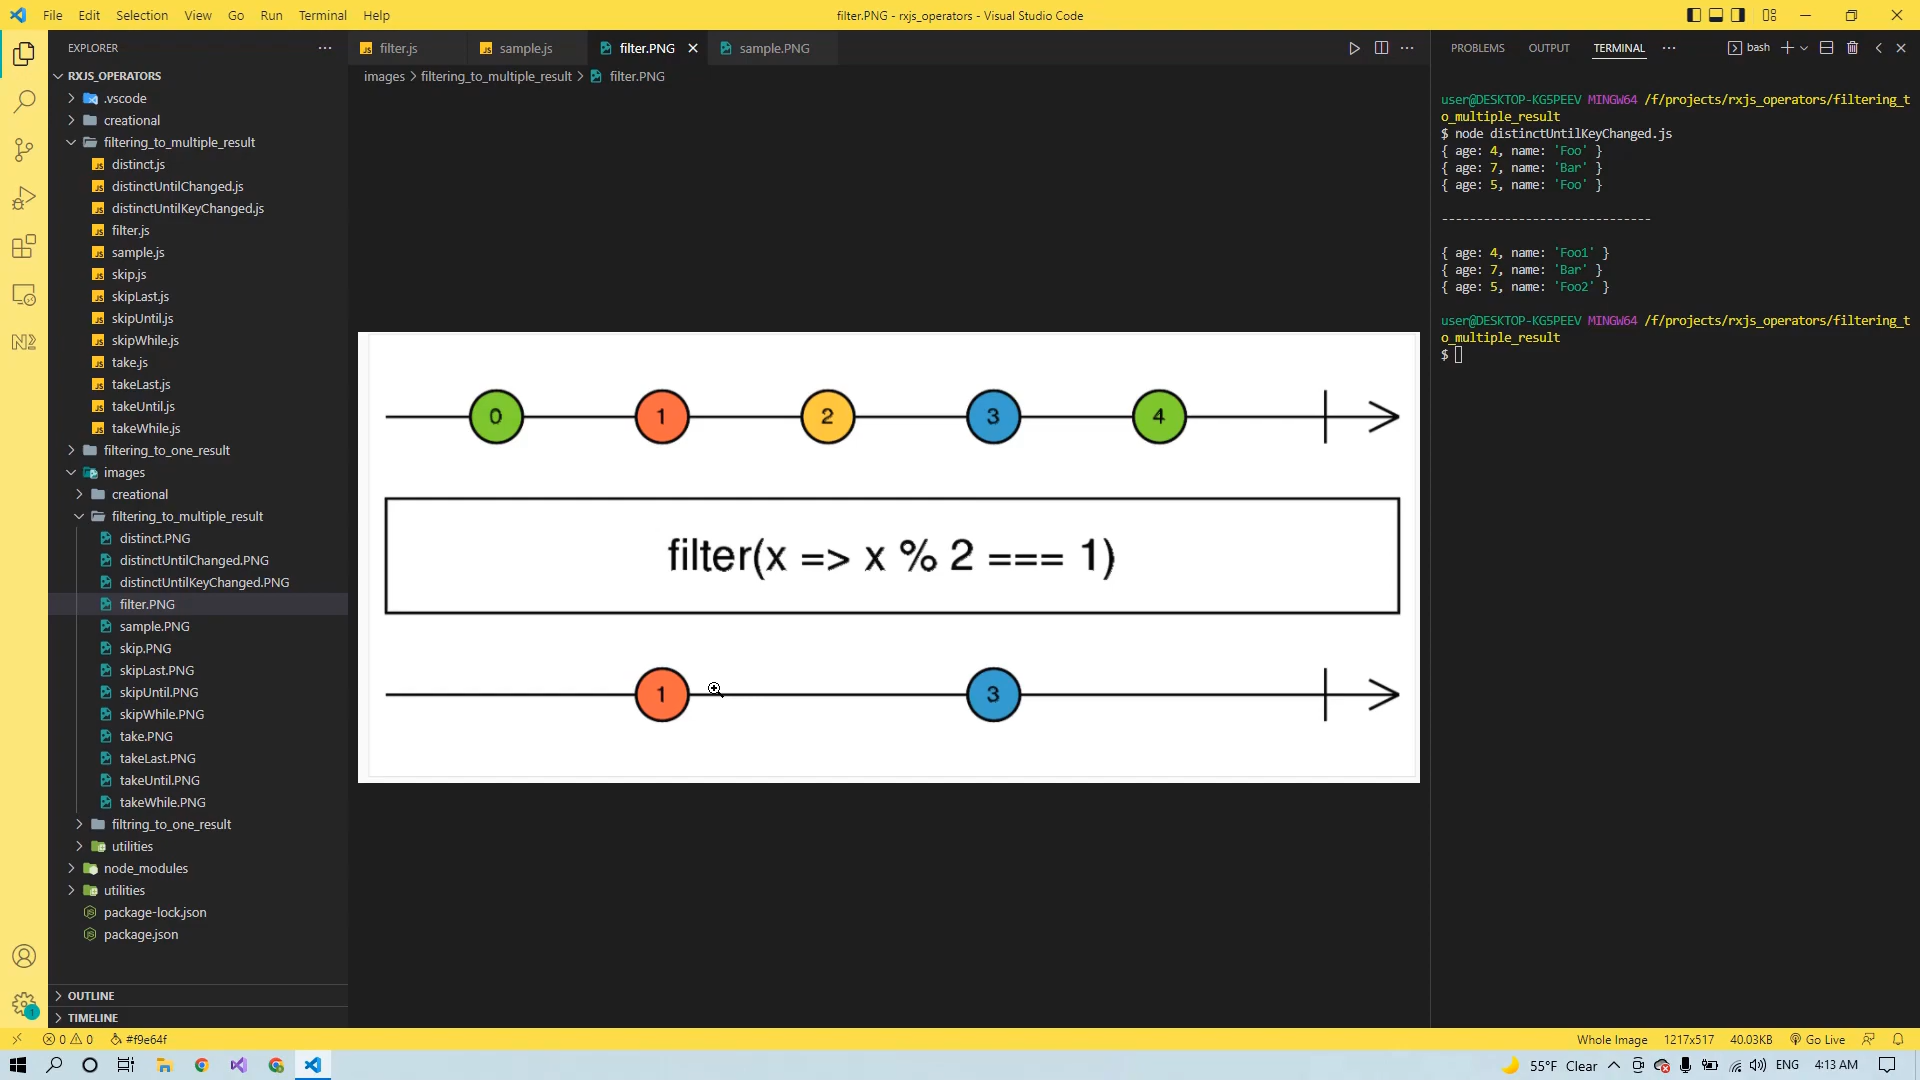 File Edit Selection View Go Run Terminal Help
filter.PNG - rxjs_operators - Visual Studio Code
EXPLORER
RXJS_OPERATORS
.vscode
creational
filtering_to_multiple_result
distinct.js
distinctUntilChanged.js
distinctUntilKeyChanged.js
filter.js
sample.js
skip.js
skipLast.js
skipUntil.js
skipWhile.js
take.js
takeLast.js
takeUntil.js
takeWhile.js
filtering_to_one_result
images
creational
filtering_to_multiple_result
distinct.PNG
distinctUntilChanged.PNG
distinctUntilKeyChanged.PNG
filter.PNG
sample.PNG
skip.PNG
skipLast.PNG
skipUntil.PNG
skipWhile.PNG
take.PNG
takeLast.PNG
takeUntil.PNG
takeWhile.PNG
filtring_to_one_result
utilities
node_modules
utilities
package-lock.json
package.json
OUTLINE
TIMELINE
filter.js sample.js filter.PNG sample.PNG
images > filtering_to_multiple_result > filter.PNG
0 1 2 3 4
filter(x => x % 2 === 1)
1 3
PROBLEMS OUTPUT TERMINAL bash
user@DESKTOP-KG5PEEV MINGW64 /f/projects/rxjs_operators/filtering_t
o_multiple_result
$ node distinctUntilKeyChanged.js
{ age: 4, name: 'Foo' }
{ age: 7, name: 'Bar' }
{ age: 5, name: 'Foo' }
------------------------------
{ age: 4, name: 'Foo1' }
{ age: 7, name: 'Bar' }
{ age: 5, name: 'Foo2' }
user@DESKTOP-KG5PEEV MINGW64 /f/projects/rxjs_operators/filtering_t
o_multiple_result
$
1
0 0 #f9e64f
Whole Image 1217x517 40.03KB Go Live
55°F Clear ENG 4:13 AM